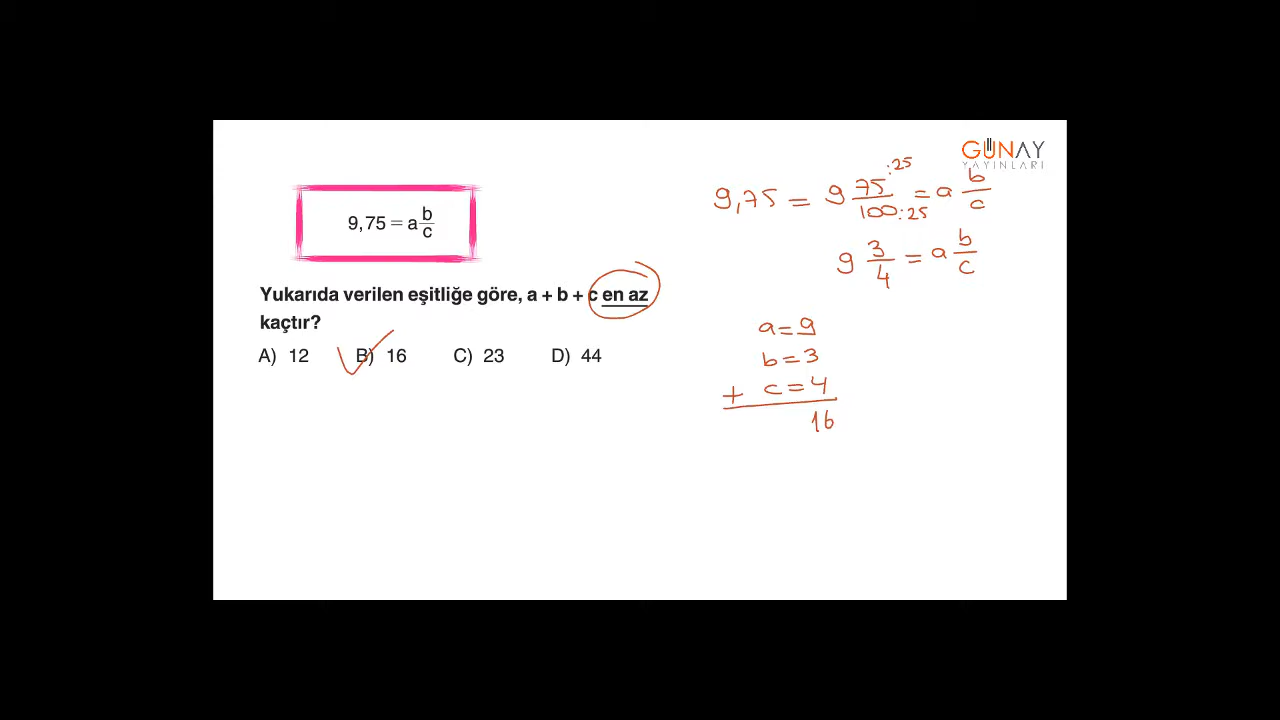 GÜNAY
YAYINLARI
9,75 = a b/c
Yukarıda verilen eşitliğe göre, a + b + c en az
kaçtır?
A) 12 B) 16 C) 23 D) 44
9,75 = 9 75:25/100:25 = a b/c
9 3/4 = a b/c
a = 9
b = 3
+ c = 4
16